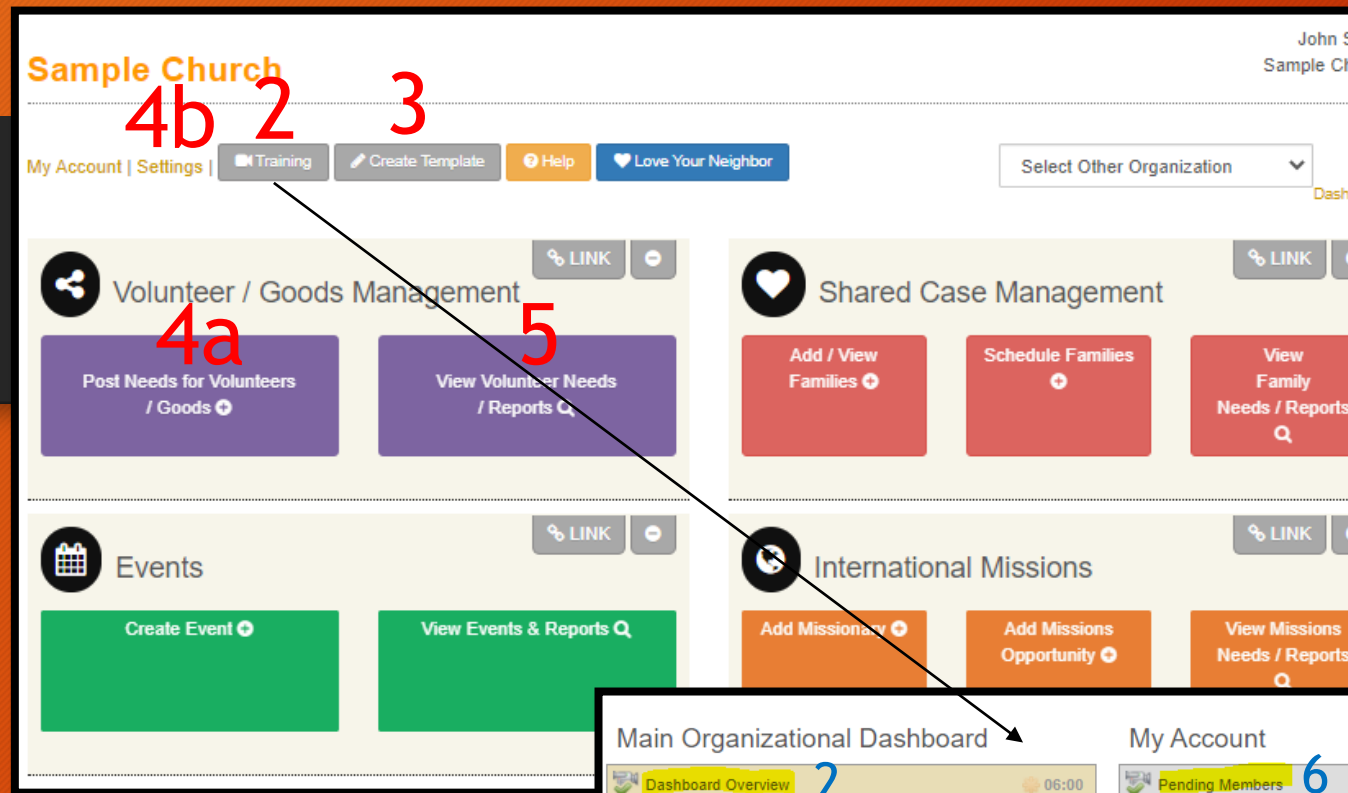 John S
Sample Church
Sample Ch
4b 2 3
My Account | Settings | Training Create Template Help Love Your Neighbor
Select Other Organization
Dash
LINK
Volunteer / Goods Management
4a 5
Post Needs for Volunteers
/ Goods
View Volunteer Needs
/ Reports
LINK
Shared Case Management
Add / View
Families
Schedule Families
View
Family
Needs / Reports
LINK
Events
Create Event
View Events & Reports
LINK
International Missions
Add Missionary
Add Missions
Opportunity
View Missions
Needs / Reports
Main Organizational Dashboard
Dashboard Overview 2 06:00
My Account
Pending Members 6